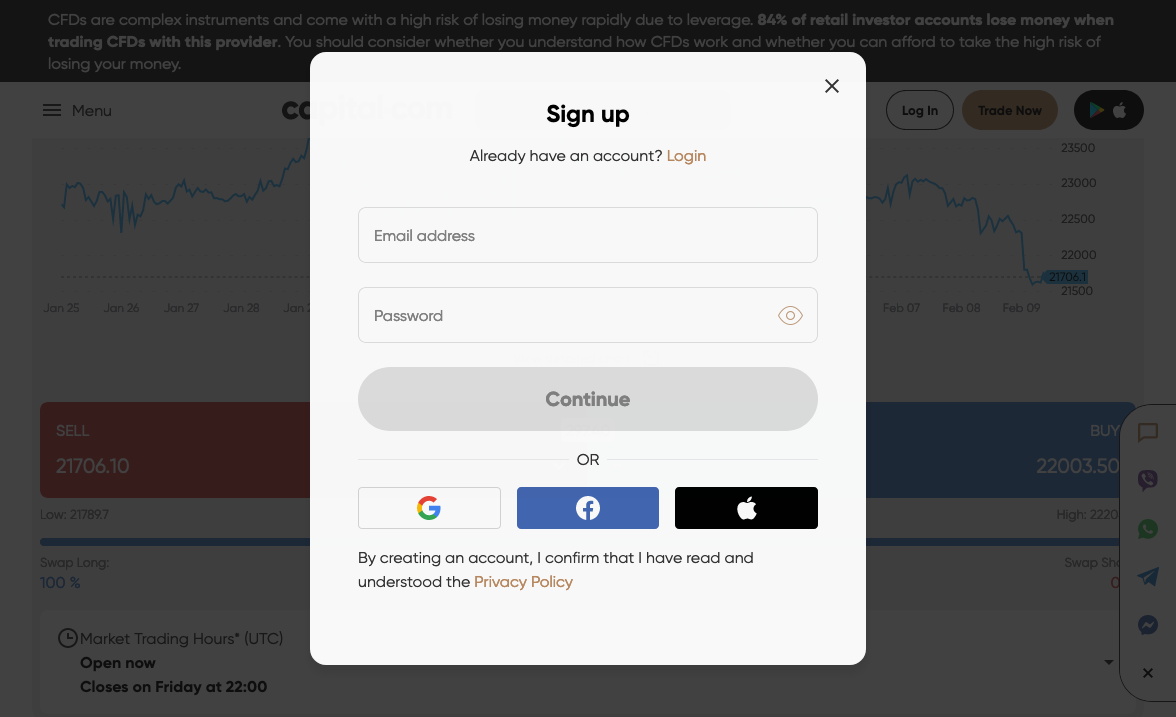 CFDs are complex instruments and come with a high risk of losing money rapidly due to leverage. 84% of retail investor accounts lose money when
trading CFDs with this provider. You should consider whether you understand how CFDs work and whether you can afford to take the high risk of
losing your money.
Menu
capital.com
Log In
Trade Now
Sign up
Already have an account? Login
Email address
Password
Continue
OR
By creating an account, I confirm that I have read and
understood the Privacy Policy
23500
23000
22500
22000
21706.1
21500
Jan 25
Jan 26
Jan 27
Jan 28
Jan 2
Feb 07
Feb 08
Feb 09
SELL
21706.10
BUY
22003.50
Low: 21789.7
High: 2220
Swap Long:
100 %
Swap Sho
0
Market Trading Hours* (UTC)
Open now
Closes on Friday at 22:00